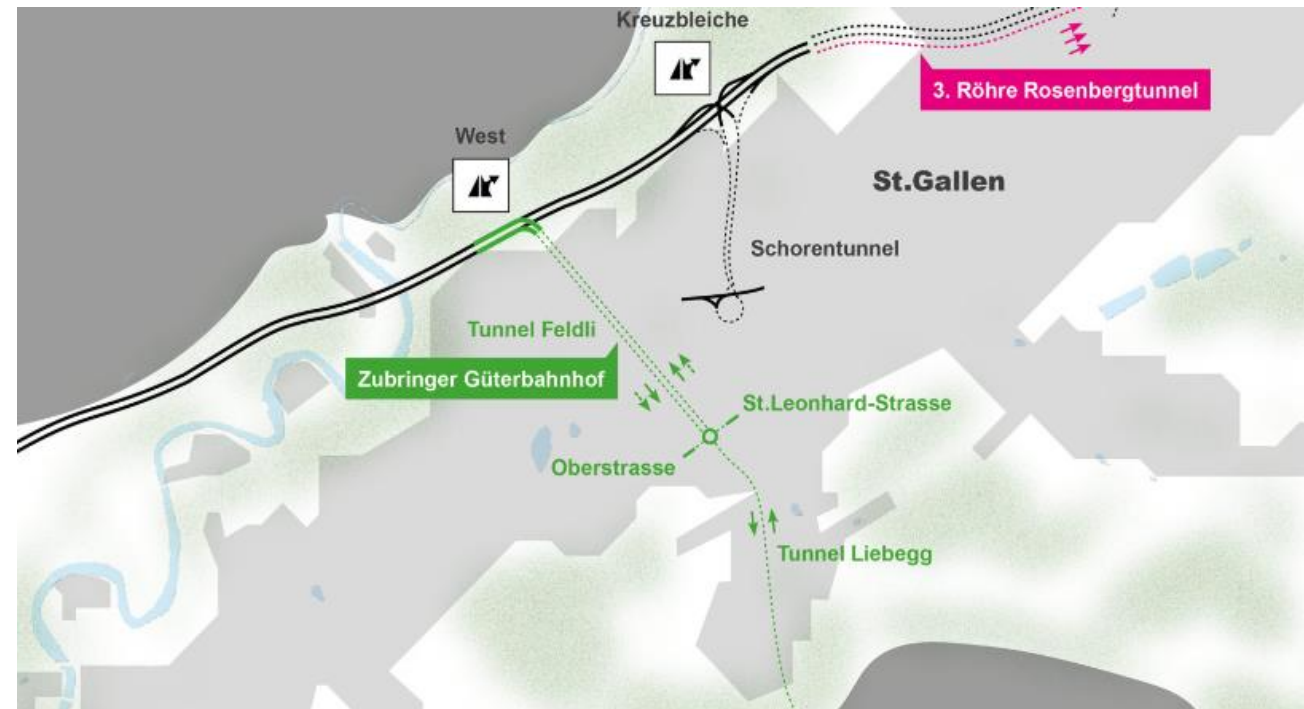 Kreuzbleiche
3. Röhre Rosenbergtunnel
West
St.Gallen
Schorentunnel
Tunnel Feldli
Zubringer Güterbahnhof
St.Leonhard-Strasse
Oberstrasse
Tunnel Liebegg